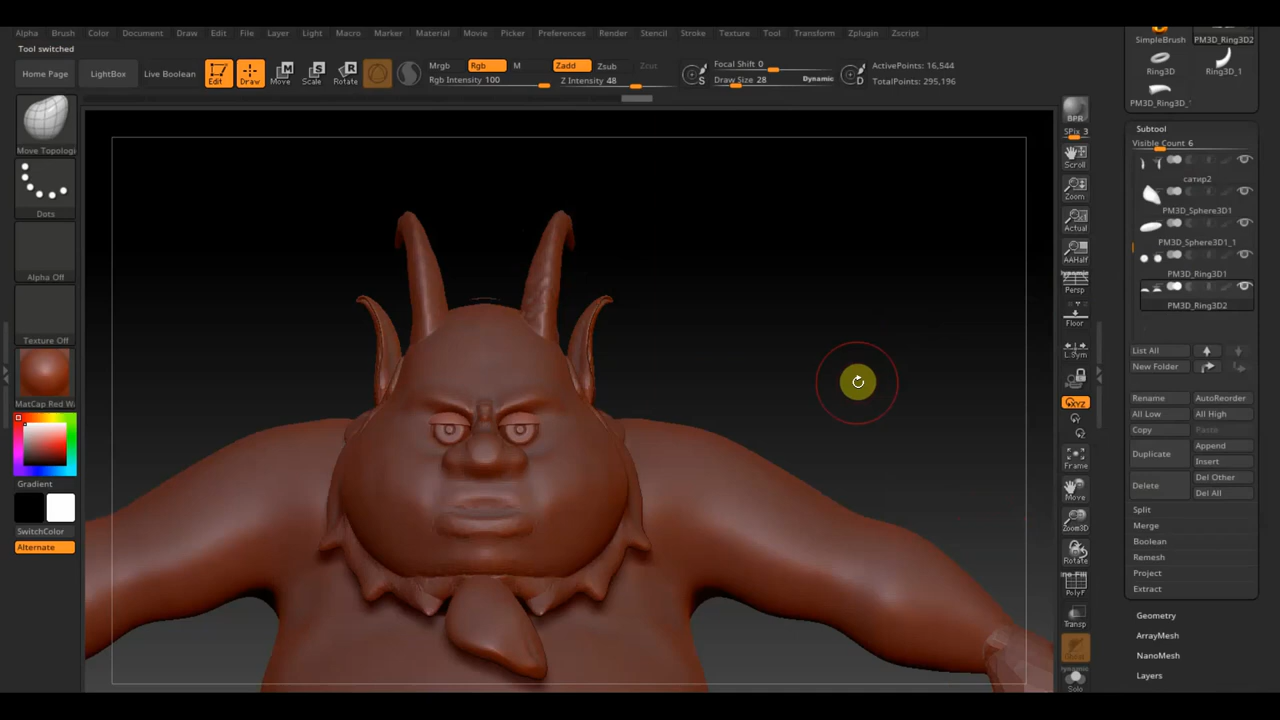 Alpha Brush Color Document Draw Edit File Layer Light Macro Marker Material Movie Picker Preferences Render Stencil Stroke Texture Tool Transform Zplugin Zscript
Tool switched
Home Page
LightBox
Live Boolean
Edit
Draw
Move
Scale
Rotate
Mrgb Rgb M
Rgb Intensity 100
Zadd Zsub Zcut
Z Intensity 48
S
Focal Shift 0
Draw Size 28 Dynamic
D
ActivePoints: 16,544
TotalPoints: 295,196
Move Topologi
Dots
Alpha Off
Texture Off
MatCap Red Wa
Gradient
SwitchColor
Alternate
BPR
SPix 3
Scroll
Zoom
Actual
AAHalf
Dynamic
Persp
Floor
L.Sym
XYZ
Frame
Move
Zoom3D
Rotate
Line Fill
PolyF
Transp
Dynamic
Solo
SimpleBrush PM3D_Ring3D2
Ring3D Ring3D_1
PM3D_Ring3D_1
Subtool
Visible Count 6
сатир2
PM3D_Sphere3D1
PM3D_Sphere3D1_1
PM3D_Ring3D1
PM3D_Ring3D2
List All
New Folder
Rename AutoReorder
All Low All High
Copy Paste
Duplicate Append
Insert
Delete Del Other
Del All
Split
Merge
Boolean
Remesh
Project
Extract
Geometry
ArrayMesh
NanoMesh
Layers